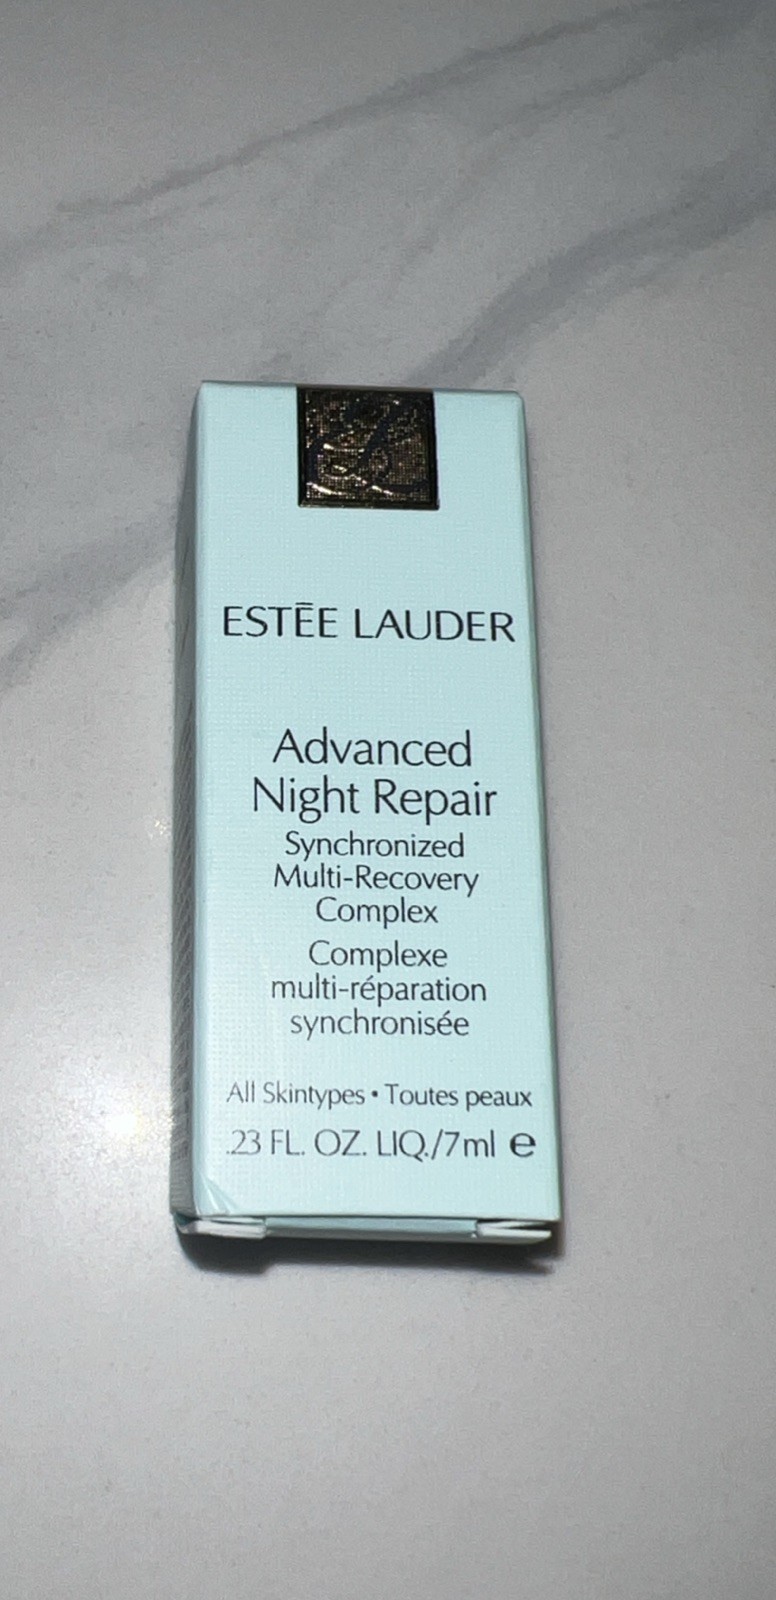 ESTĒE LAUDER
Advanced
Night Repair
Synchronized
Multi-Recovery
Complex
Complexe
multi-réparation
synchronisée
All Skintypes • Toutes peaux
.23 FL. OZ. LIQ./7ml ℮